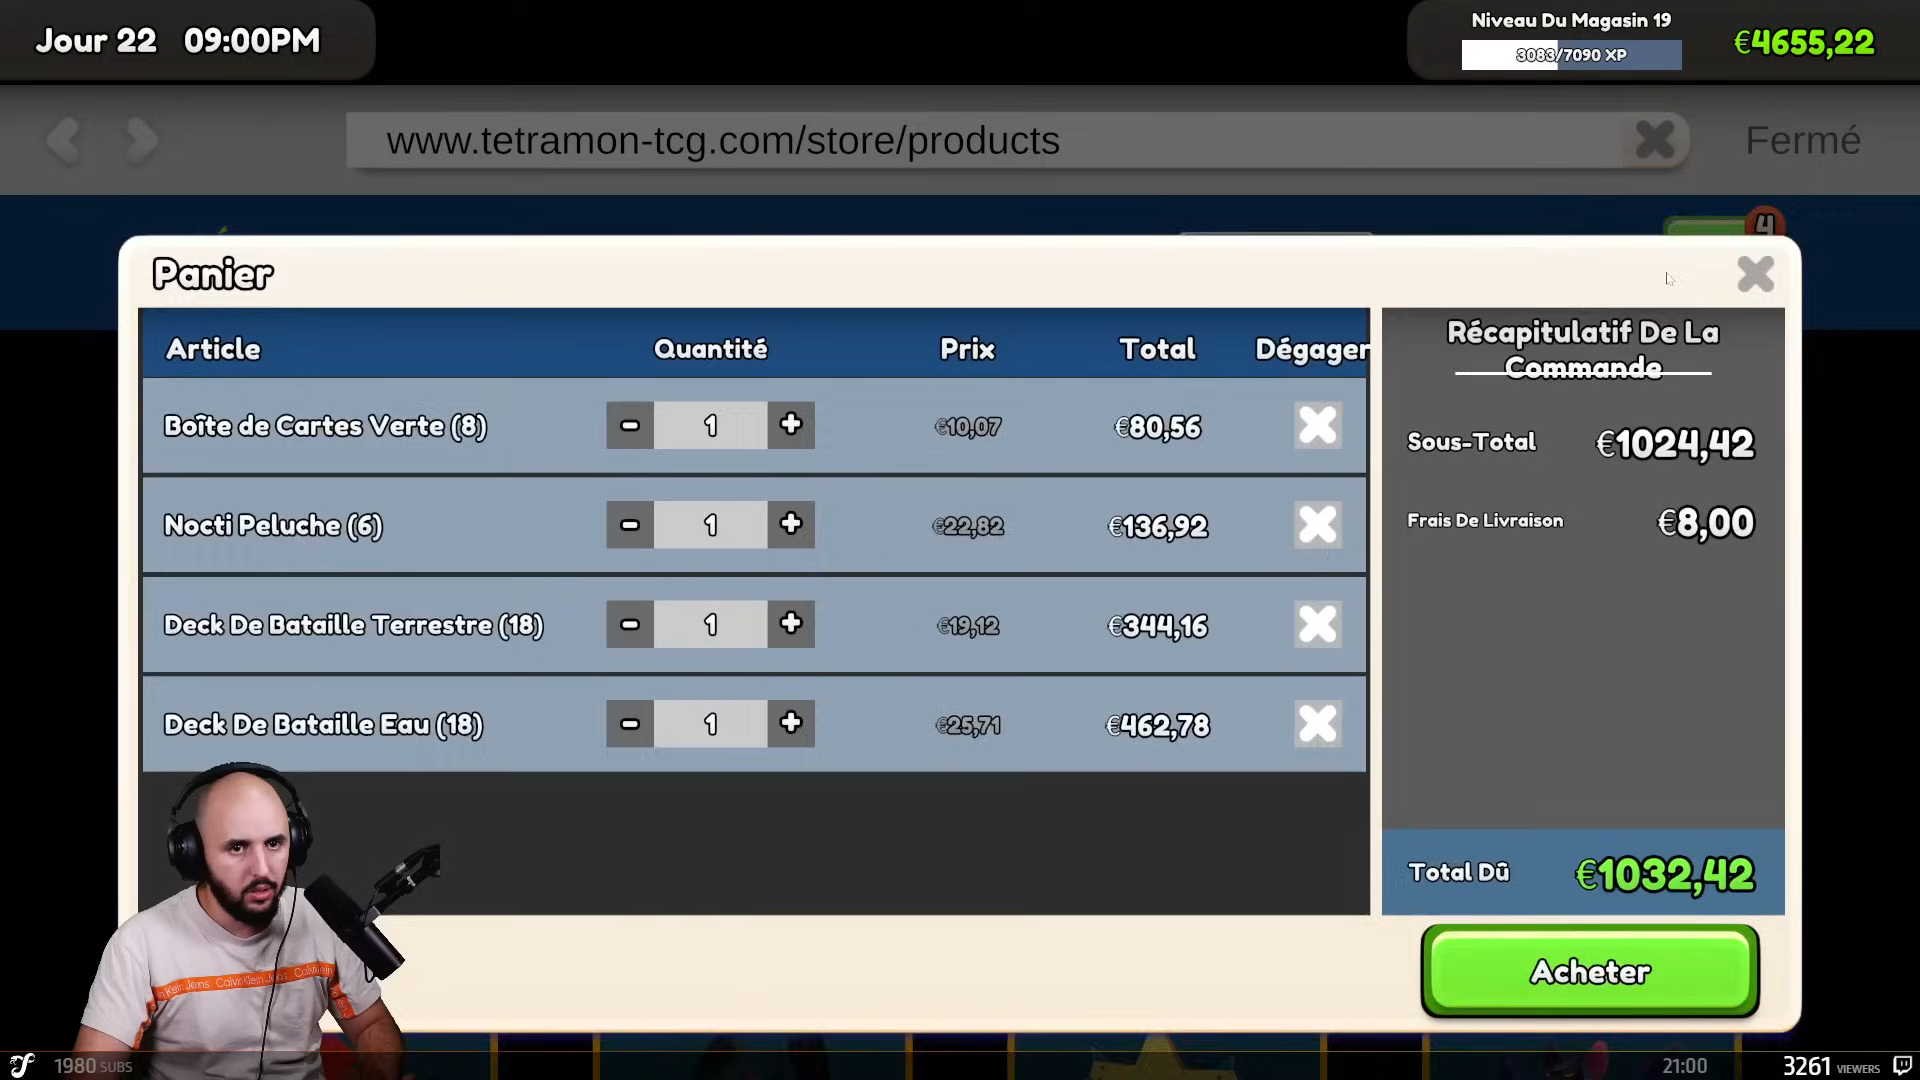 Jour 22 09:00PM
Niveau Du Magasin 19
3083/7090 XP
€4655,22
www.tetramon-tcg.com/store/products
Fermé
4
Panier
Article Quantité Prix Total Dégager
Boîte de Cartes Verte (8) - 1 + €10,07 €80,56
Nocti Peluche (6) - 1 + €22,82 €136,92
Deck De Bataille Terrestre (18) - 1 + €19,12 €344,16
Deck De Bataille Eau (18) - 1 + €25,71 €462,78
Récapitulatif De La
Commande
Sous-Total €1024,42
Frais De Livraison €8,00
Total Dû €1032,42
Acheter
Calvin Klein Jeans
1980 SUBS
21:00
3261 VIEWERS